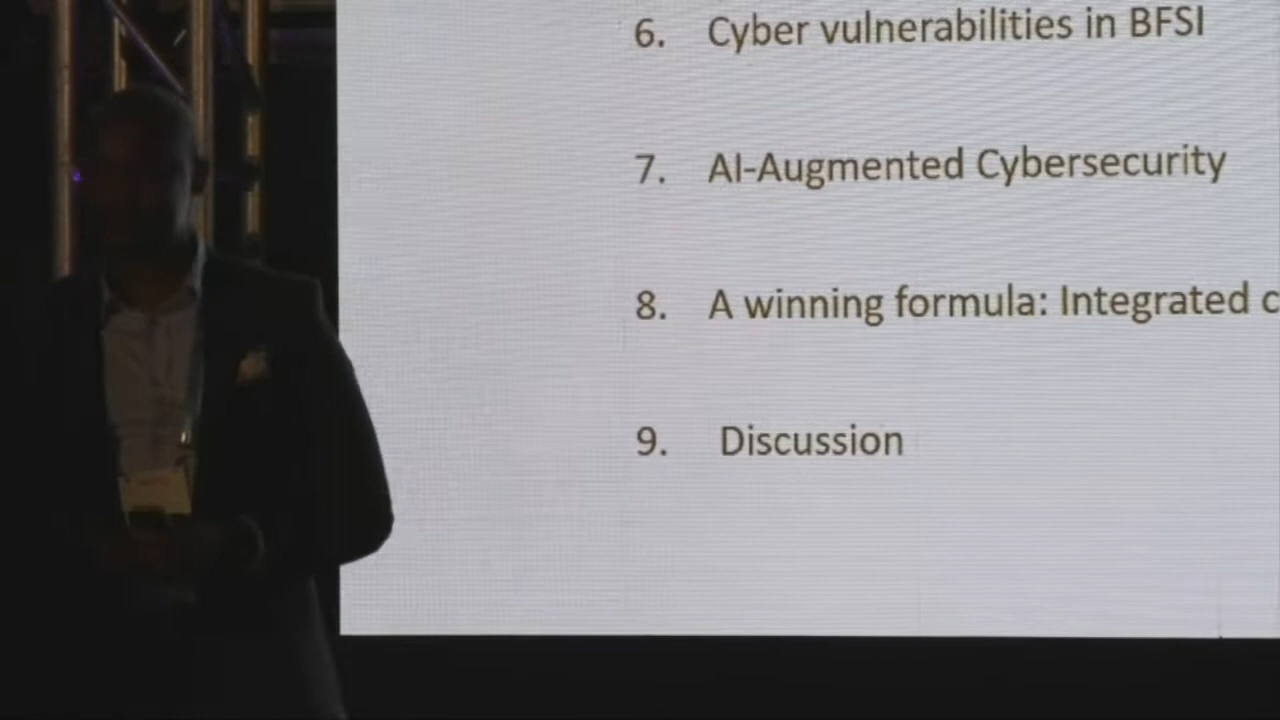 6. Cyber vulnerabilities in BFSI
7. AI-Augmented Cybersecurity
8. A winning formula: Integrated
9. Discussion